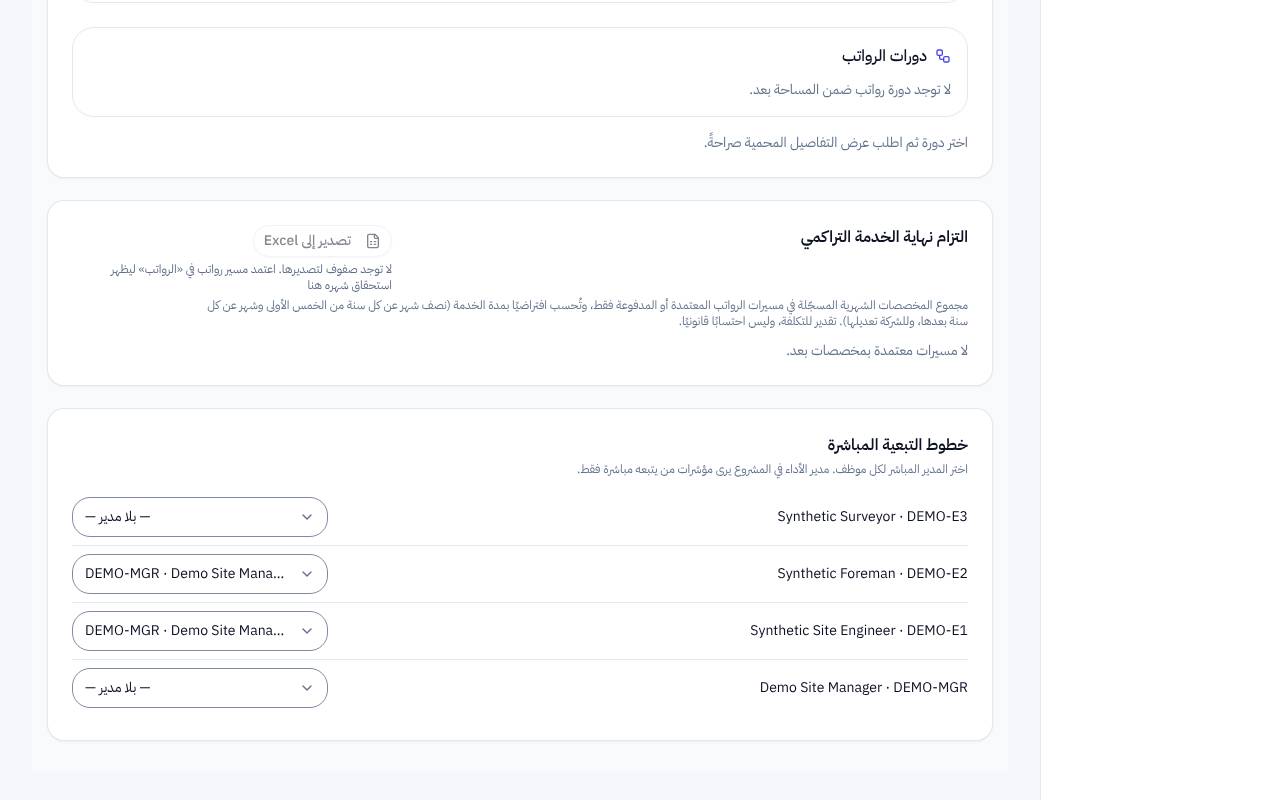 دورات الرواتب
لا توجد دورة رواتب ضمن المساحة بعد.
اختر دورة ثم اطلب عرض التفاصيل المحمية صراحةً.
التزام نهاية الخدمة التراكمي
تصدير إلى Excel
لا توجد صفوف لتصديرها. اعتمد مسير رواتب في «الرواتب» ليظهر
استحقاق شهره هنا
مجموع المخصصات الشهرية المسجّلة في مسيرات الرواتب المعتمدة أو المدفوعة فقط، وتُحسب افتراضيًا بمدة الخدمة (نصف شهر عن كل سنة من الخمس الأولى وشهر عن كل
سنة بعدها، وللشركة تعديلها). تقدير للتكلفة، وليس احتسابًا قانونيًا.
لا مسيرات معتمدة بمخصصات بعد.
خطوط التبعية المباشرة
اختر المدير المباشر لكل موظف. مدير الأداء في المشروع يرى مؤشرات من يتبعه مباشرة فقط.
Synthetic Surveyor · DEMO-E3
— بلا مدير —
Synthetic Foreman · DEMO-E2
DEMO-MGR · Demo Site Mana...
Synthetic Site Engineer · DEMO-E1
DEMO-MGR · Demo Site Mana...
Demo Site Manager · DEMO-MGR
— بلا مدير —